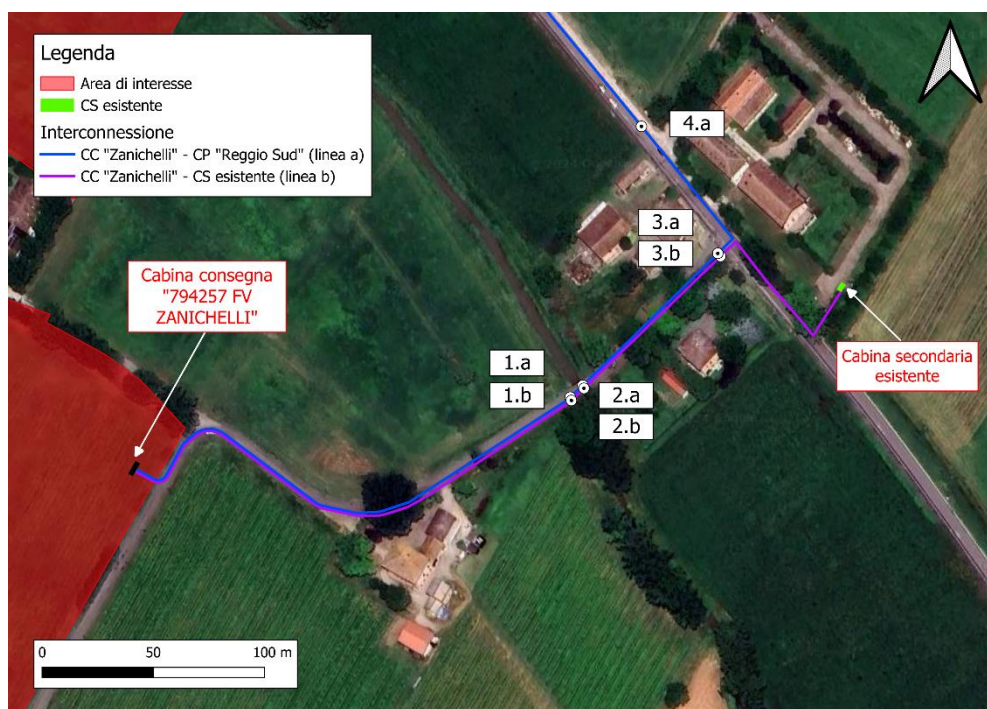 Legenda
Area di interesse
CS esistente
Interconnessione
CC "Zanichelli" - CP "Reggio Sud" (linea a)
CC "Zanichelli" - CS esistente (linea b)
4.a
3.a
3.b
Cabina consegna
"794257 FV
ZANICHELLI"
Cabina secondaria
esistente
1.a
1.b
2.a
2.b
0 50 100 m